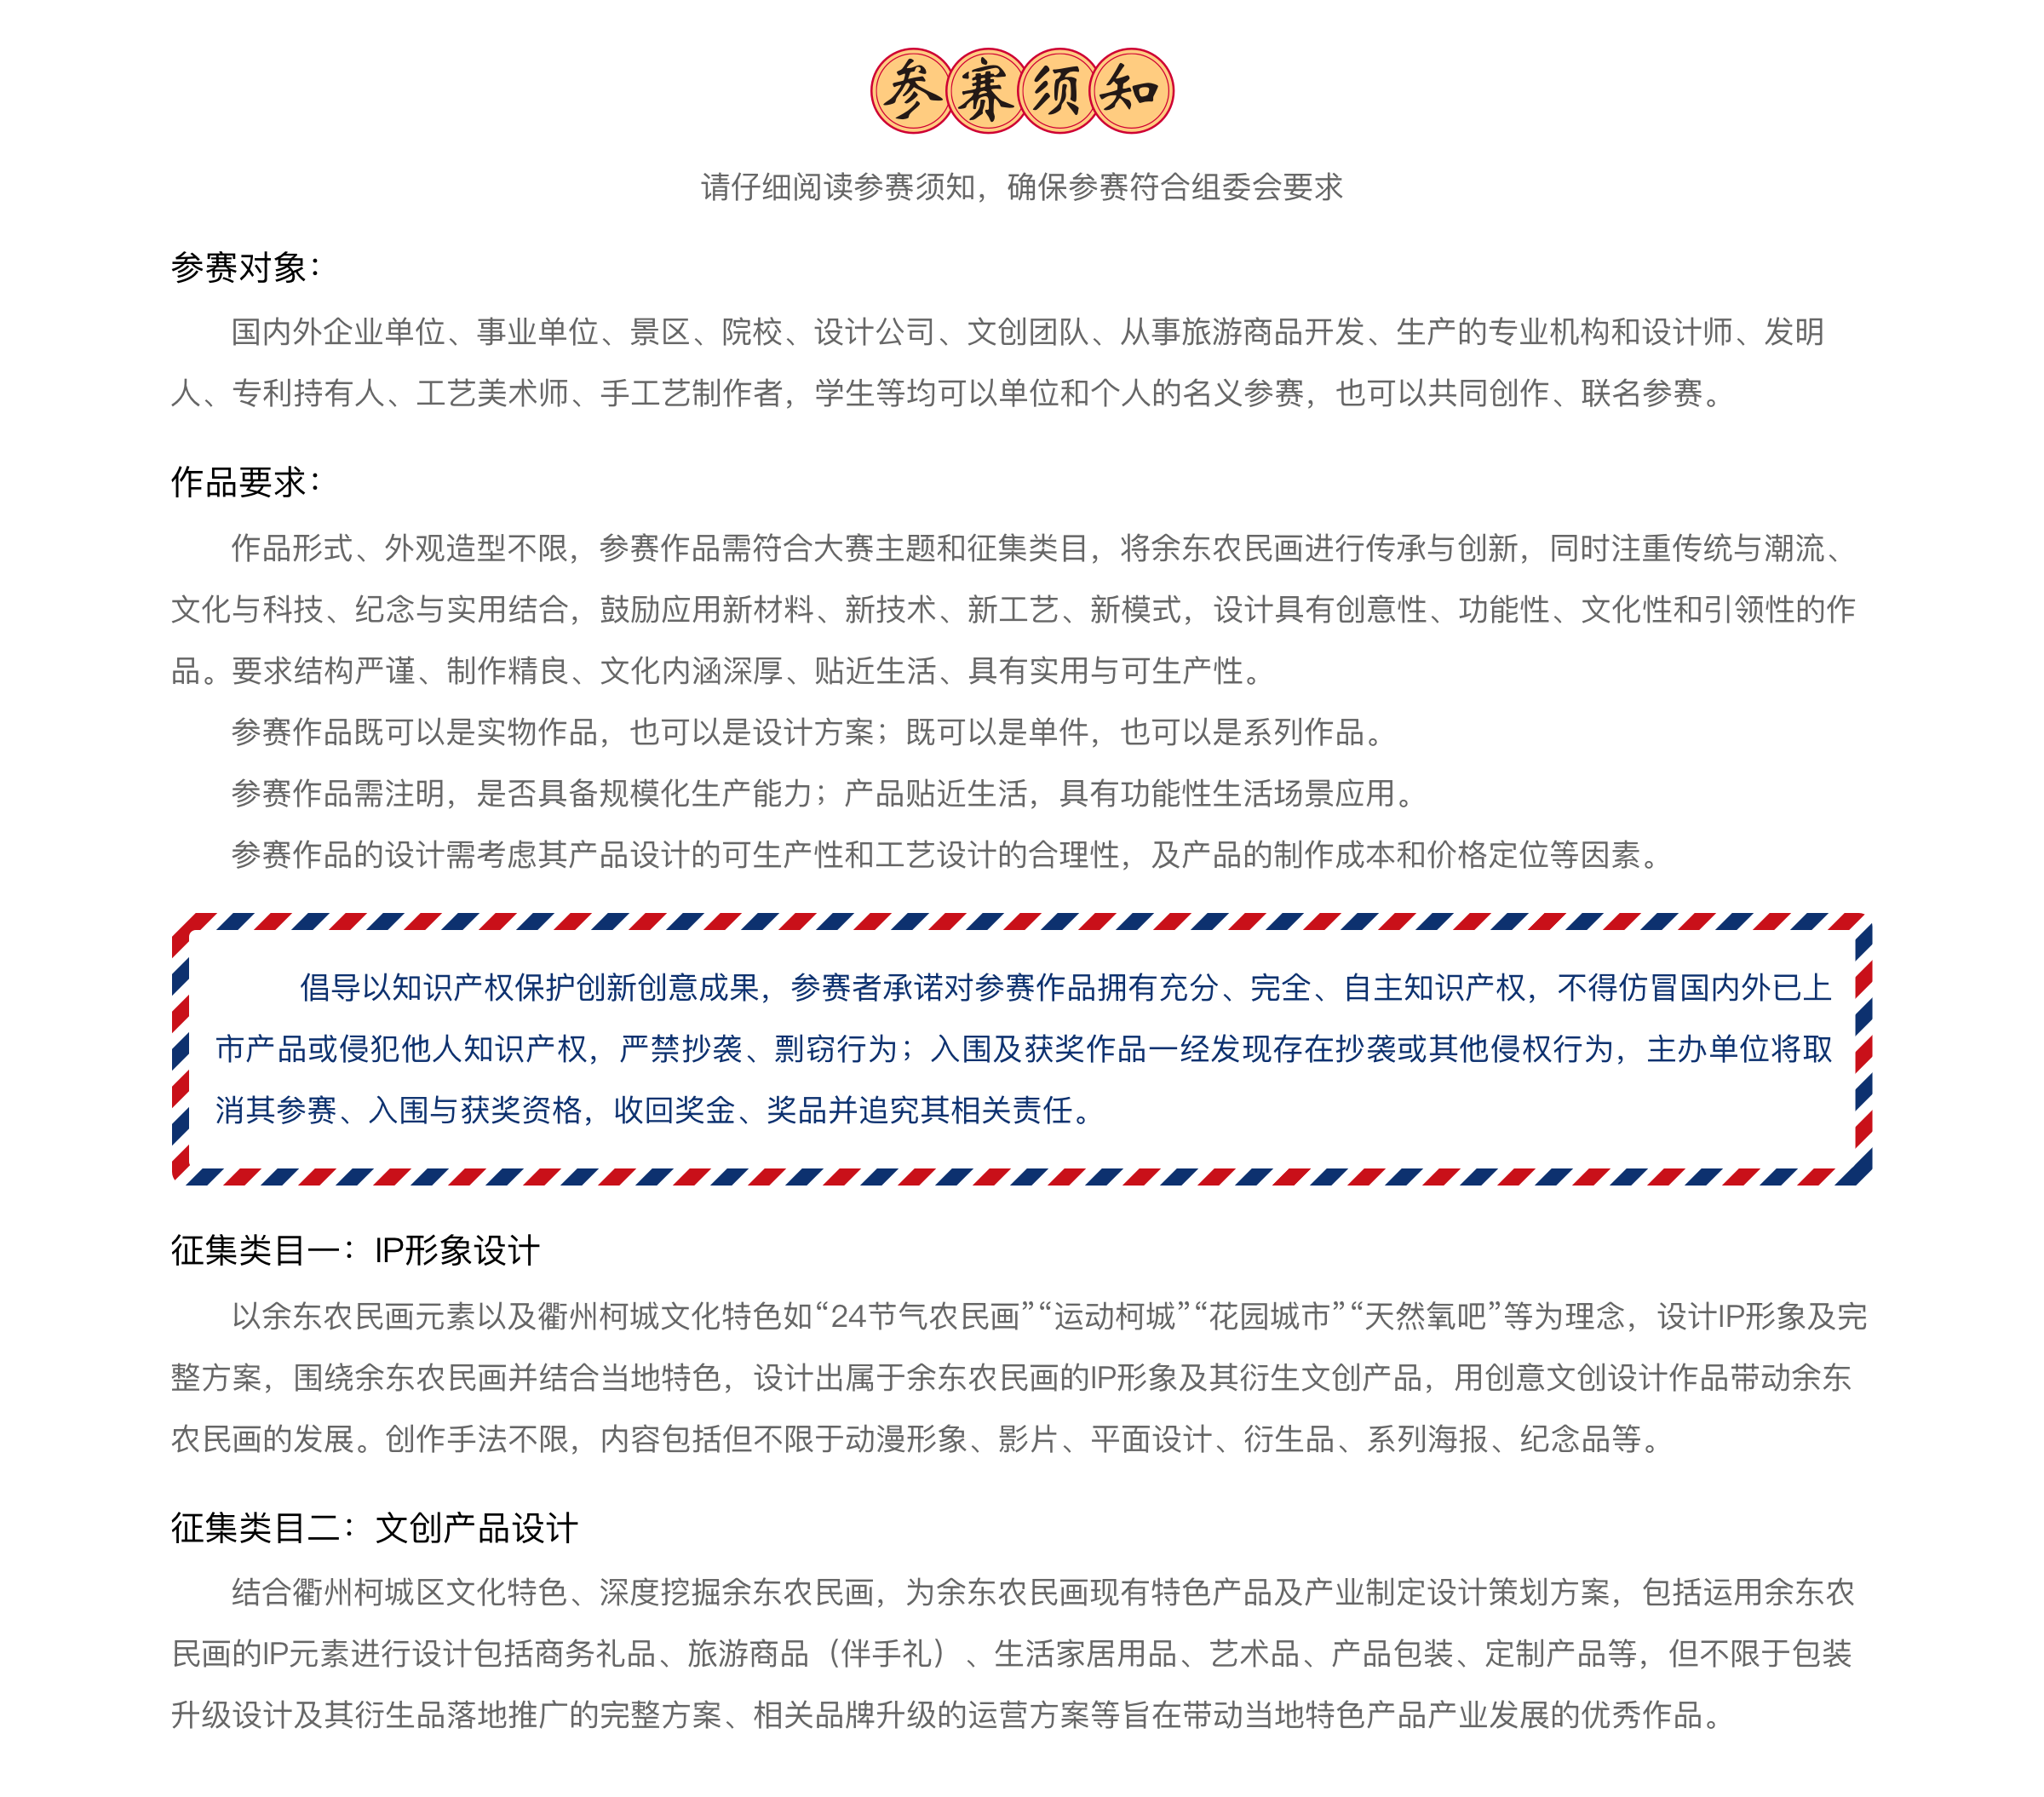 参赛须知
请仔细阅读参赛须知，确保参赛符合组委会要求
参赛对象：
国内外企业单位、事业单位、景区、院校、设计公司、文创团队、从事旅游商品开发、生产的专业机构和设计师、发明
人、专利持有人、工艺美术师、手工艺制作者，学生等均可以单位和个人的名义参赛，也可以共同创作、联名参赛。
作品要求：
作品形式、外观造型不限，参赛作品需符合大赛主题和征集类目，将余东农民画进行传承与创新，同时注重传统与潮流、
文化与科技、纪念与实用结合，鼓励应用新材料、新技术、新工艺、新模式，设计具有创意性、功能性、文化性和引领性的作
品。要求结构严谨、制作精良、文化内涵深厚、贴近生活、具有实用与可生产性。
参赛作品既可以是实物作品，也可以是设计方案；既可以是单件，也可以是系列作品。
参赛作品需注明，是否具备规模化生产能力；产品贴近生活，具有功能性生活场景应用。
参赛作品的设计需考虑其产品设计的可生产性和工艺设计的合理性，及产品的制作成本和价格定位等因素。
倡导以知识产权保护创新创意成果，参赛者承诺对参赛作品拥有充分、完全、自主知识产权，不得仿冒国内外已上
市产品或侵犯他人知识产权，严禁抄袭、剽窃行为；入围及获奖作品一经发现存在抄袭或其他侵权行为，主办单位将取
消其参赛、入围与获奖资格，收回奖金、奖品并追究其相关责任。
征集类目一：IP形象设计
以余东农民画元素以及衢州柯城文化特色如“24节气农民画”“运动柯城”“花园城市”“天然氧吧”等为理念，设计IP形象及完
整方案，围绕余东农民画并结合当地特色，设计出属于余东农民画的IP形象及其衍生文创产品，用创意文创设计作品带动余东
农民画的发展。创作手法不限，内容包括但不限于动漫形象、影片、平面设计、衍生品、系列海报、纪念品等。
征集类目二：文创产品设计
结合衢州柯城区文化特色、深度挖掘余东农民画，为余东农民画现有特色产品及产业制定设计策划方案，包括运用余东农
民画的IP元素进行设计包括商务礼品、旅游商品（伴手礼）、生活家居用品、艺术品、产品包装、定制产品等，但不限于包装
升级设计及其衍生品落地推广的完整方案、相关品牌升级的运营方案等旨在带动当地特色产品产业发展的优秀作品。